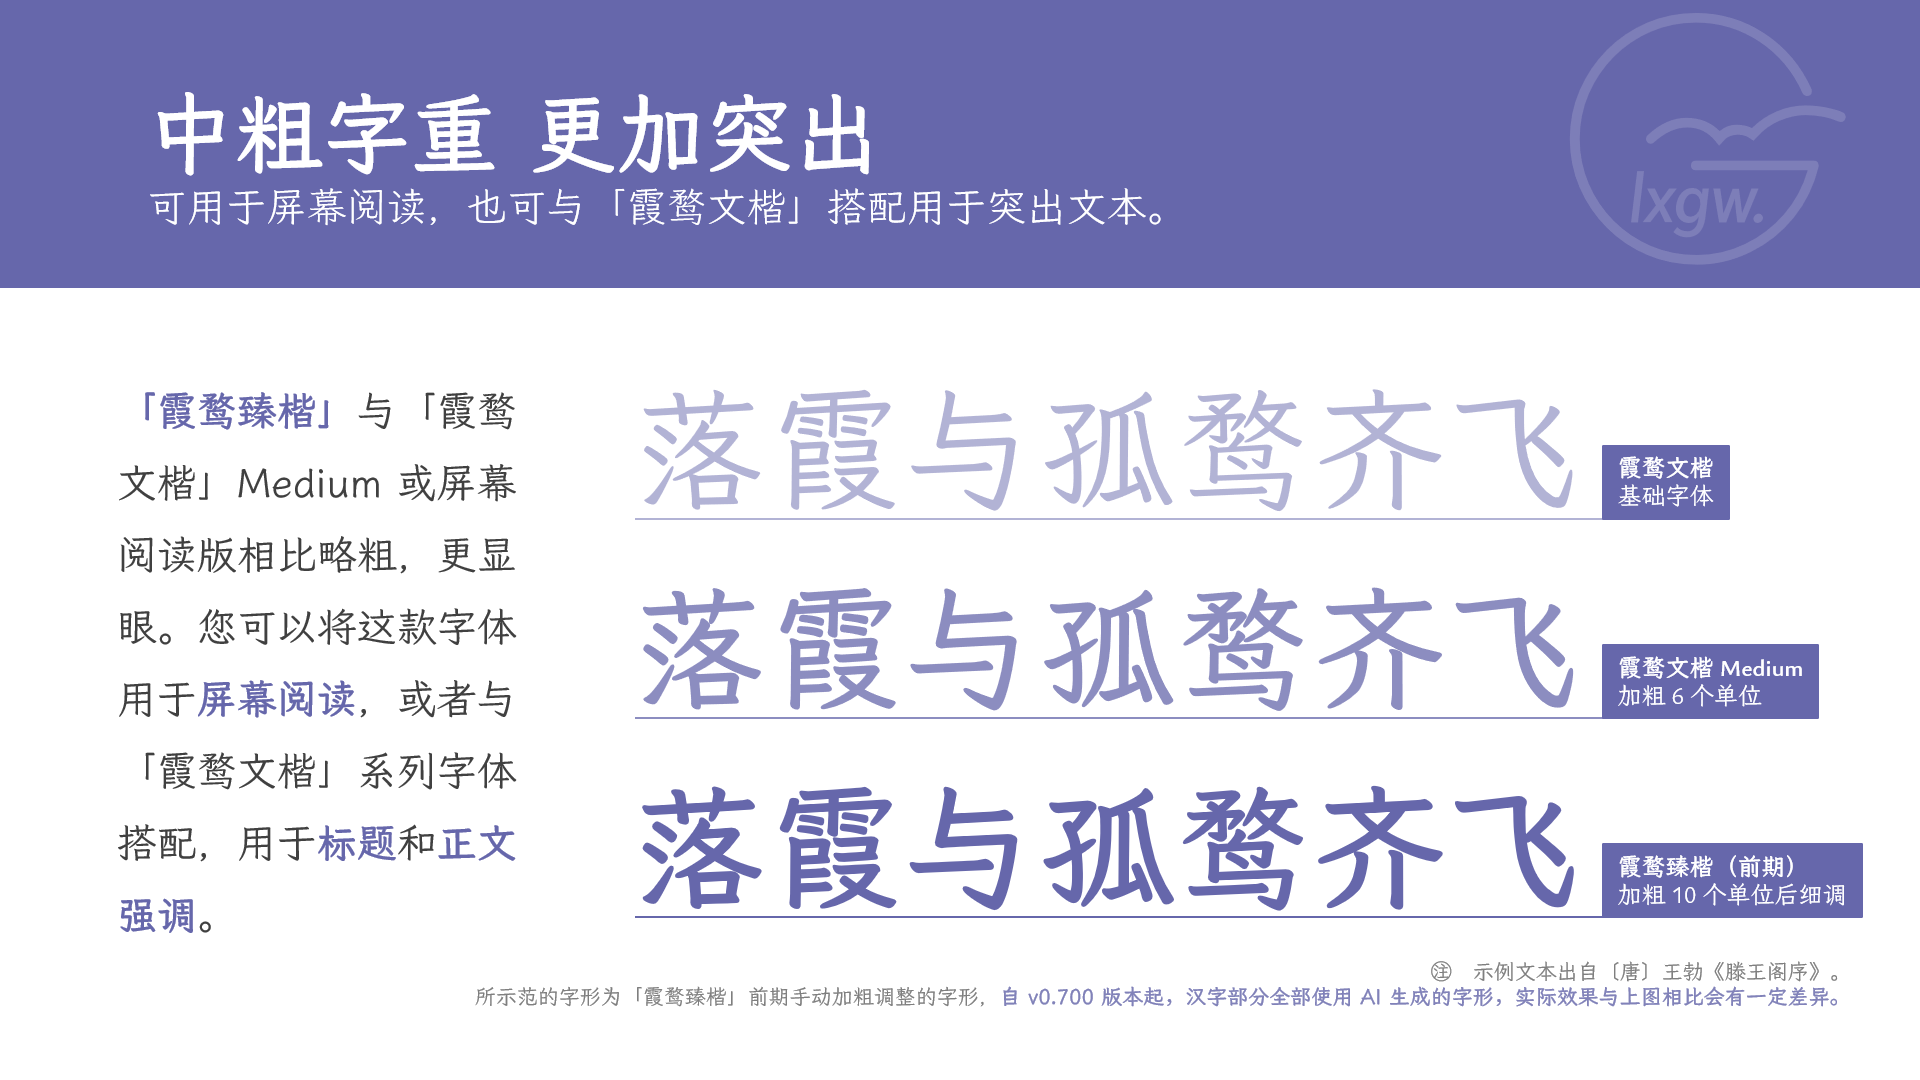 中粗字重 更加突出
可用于屏幕阅读，也可与「霞鹜文楷」搭配用于突出文本。
lxgw.
「霞鹜臻楷」与「霞鹜
文楷」Medium 或屏幕
阅读版相比略粗，更显
眼。您可以将这款字体
用于屏幕阅读，或者与
「霞鹜文楷」系列字体
搭配，用于标题和正文
强调。
落霞与孤鹜齐飞
霞鹜文楷
基础字体
落霞与孤鹜齐飞
霞鹜文楷 Medium
加粗 6 个单位
落霞与孤鹜齐飞
霞鹜臻楷（前期）
加粗 10 个单位后细调
㊟ 示例文本出自〔唐〕王勃《滕王阁序》。
所示范的字形为「霞鹜臻楷」前期手动加粗调整的字形，自 v0.700 版本起，汉字部分全部使用 AI 生成的字形，实际效果与上图相比会有一定差异。